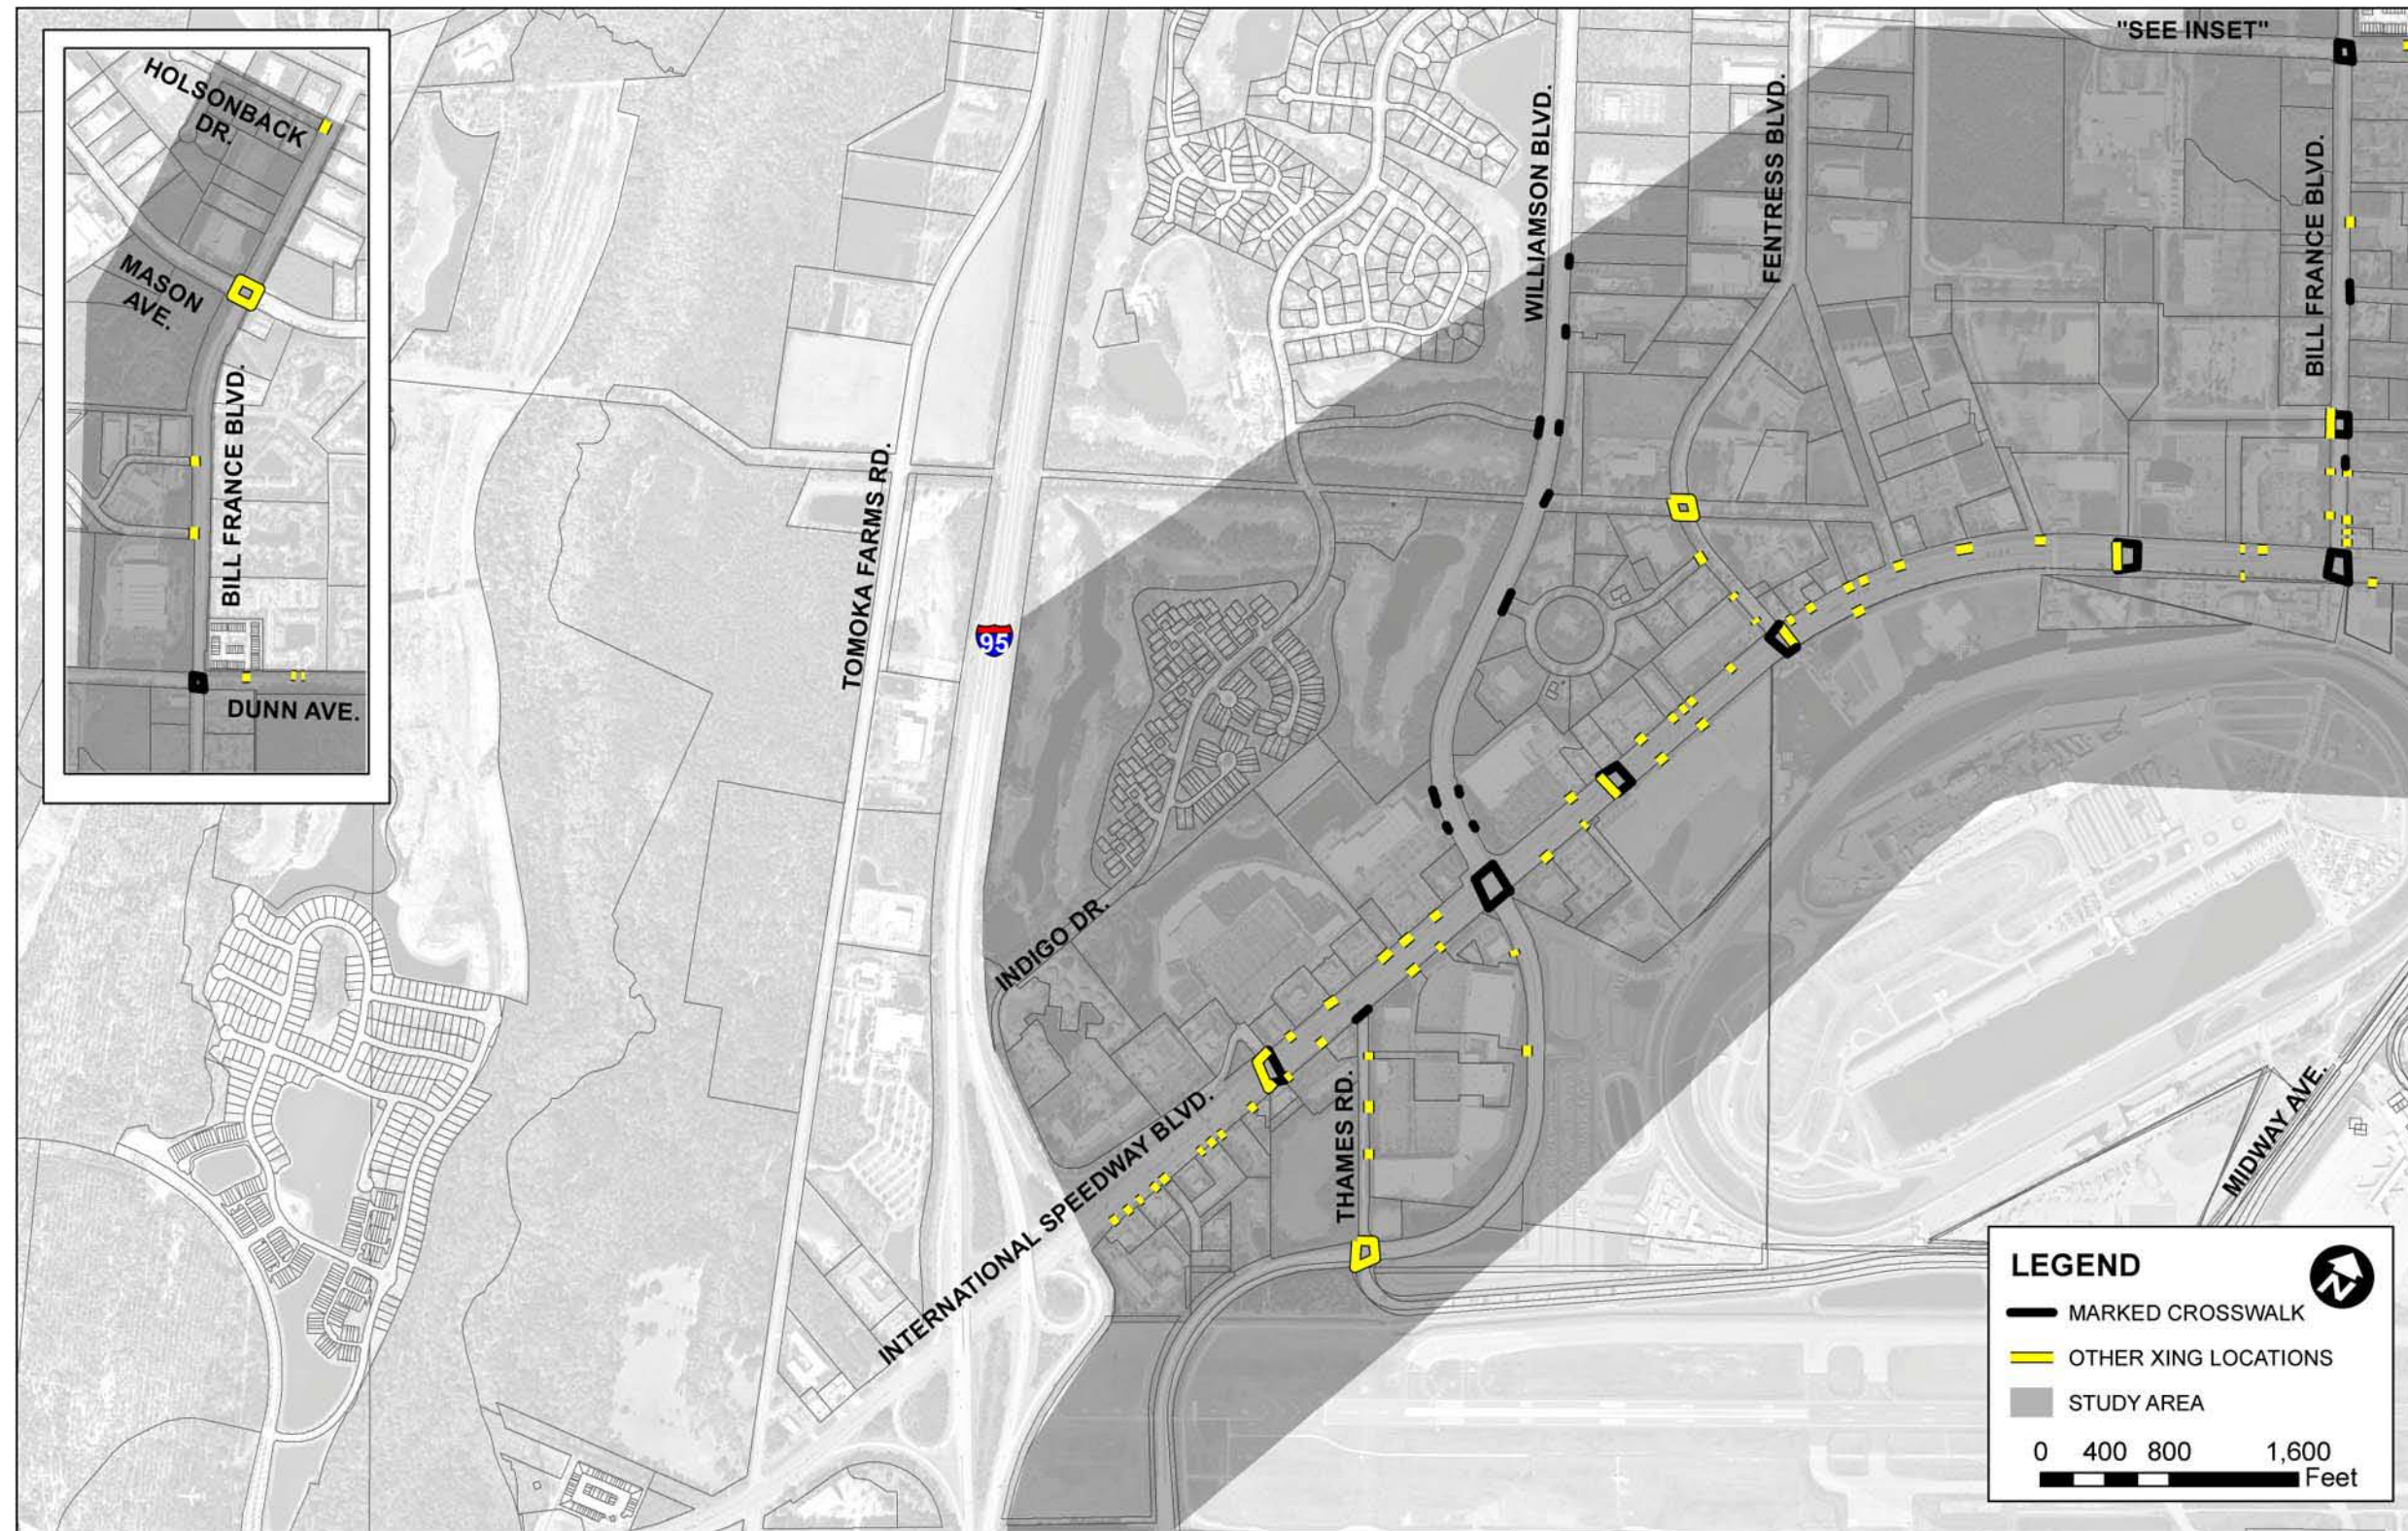 "SEE INSET"
HOLSONBACK
DR.
MASON
AVE.
BILL FRANCE BLVD.
DUNN AVE.
TOMOKA FARMS RD.
95
WILLIAMSON BLVD.
FENTRESS BLVD.
BILL FRANCE BLVD.
INDIGO DR.
INTERNATIONAL SPEEDWAY BLVD.
THAMES RD.
MIDWAY AVE.
LEGEND
N
MARKED CROSSWALK
OTHER XING LOCATIONS
STUDY AREA
0 400 800 1,600
Feet